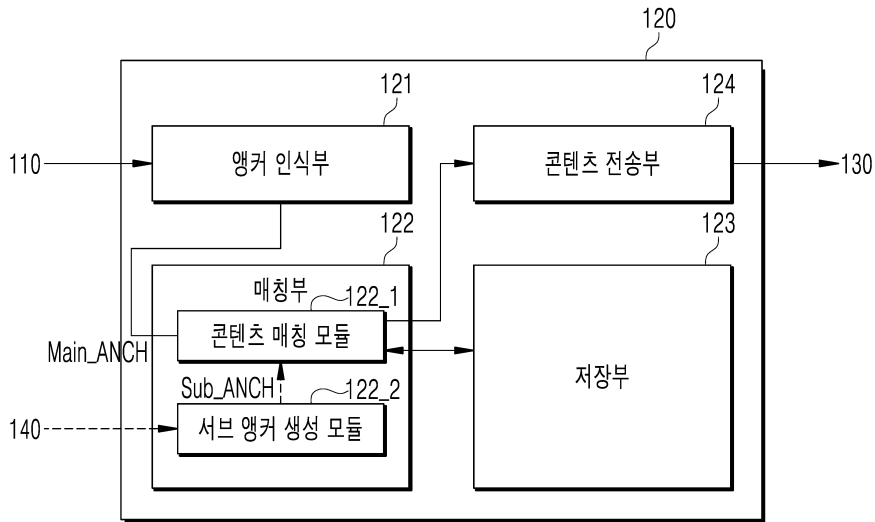 120
121
124
110
앵커 인식부
콘텐츠 전송부
130
122
123
매칭부
122_1
콘텐츠 매칭 모듈
Main_ANCH
저장부
Sub_ANCH
122_2
140
서브 앵커 생성 모듈